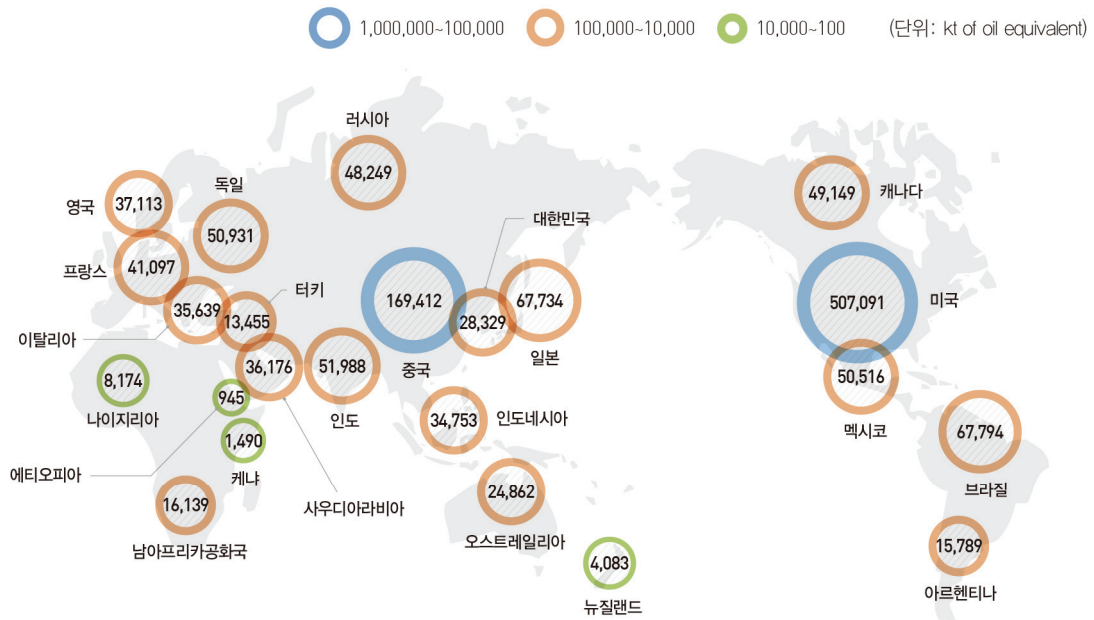 1,000,000~100,000 100,000~10,000 10,000~100 (단위: kt of oil equivalent)
러시아
48,249
독일
50,931
영국
37,113
프랑스
41,097
이탈리아
35,639
터키
13,455
대한민국
28,329
중국
169,412
일본
67,734
사우디아라비아
36,176
인도
51,988
나이지리아
8,174
에티오피아
945
케냐
1,490
남아프리카공화국
16,139
인도네시아
34,753
오스트레일리아
24,862
뉴질랜드
4,083
캐나다
49,149
미국
507,091
멕시코
50,516
브라질
67,794
아르헨티나
15,789